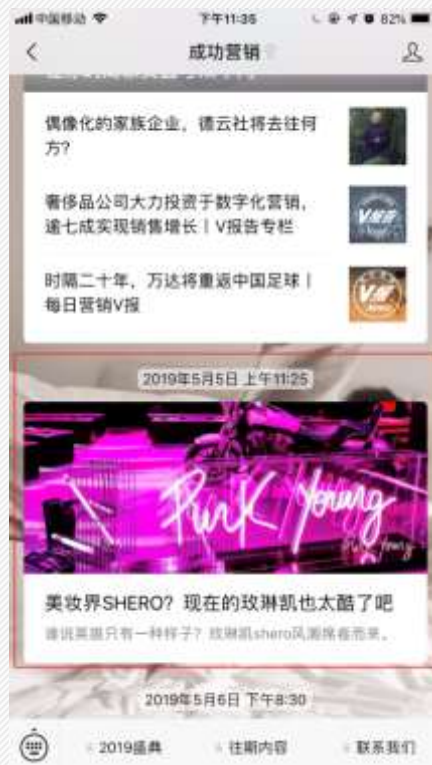 中国移动
下午11:35
82%
成功营销
偶像化的家族企业，德云社将去往何
方？
奢侈品公司大力投资于数字化营销，
逾七成实现销售增长丨V报告专栏
时隔二十年，万达将重返中国足球丨
每日营销V报
2019年5月5日 上午11:25
Punk Young
Punk Young
美妆界SHERO？现在的玫琳凯也太酷了吧
谁说英雄只有一种样子？玫琳凯shero风潮席卷而来。
2019年5月6日 下午8:30
2019盛典
往期内容
联系我们